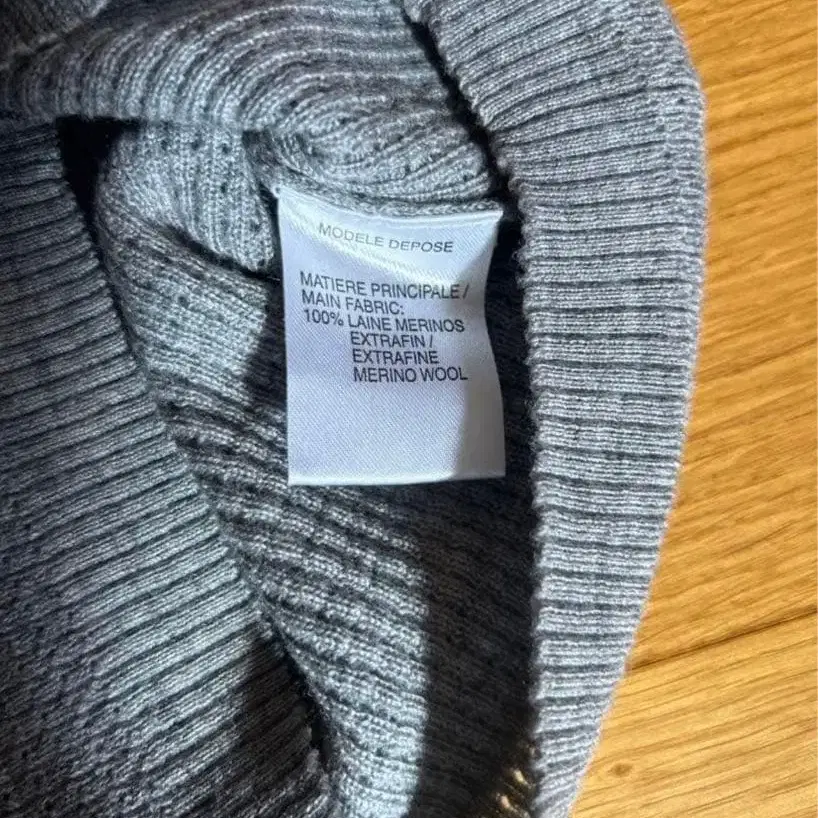 MODELE DEPOSE
MATIERE PRINCIPALE /
MAIN FABRIC:
100% LAINE MERINOS
EXTRAFIN /
EXTRAFINE
MERINO WOOL